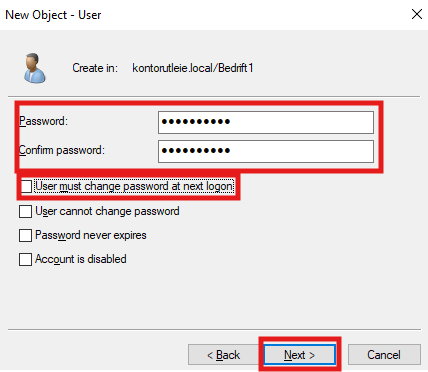 New Object - User
Create in: kontorutleie.local/Bedrift1
Password: ●●●●●●●●●●
Confirm password: ●●●●●●●●●●
User must change password at next logon
User cannot change password
Password never expires
Account is disabled
< Back Next > Cancel